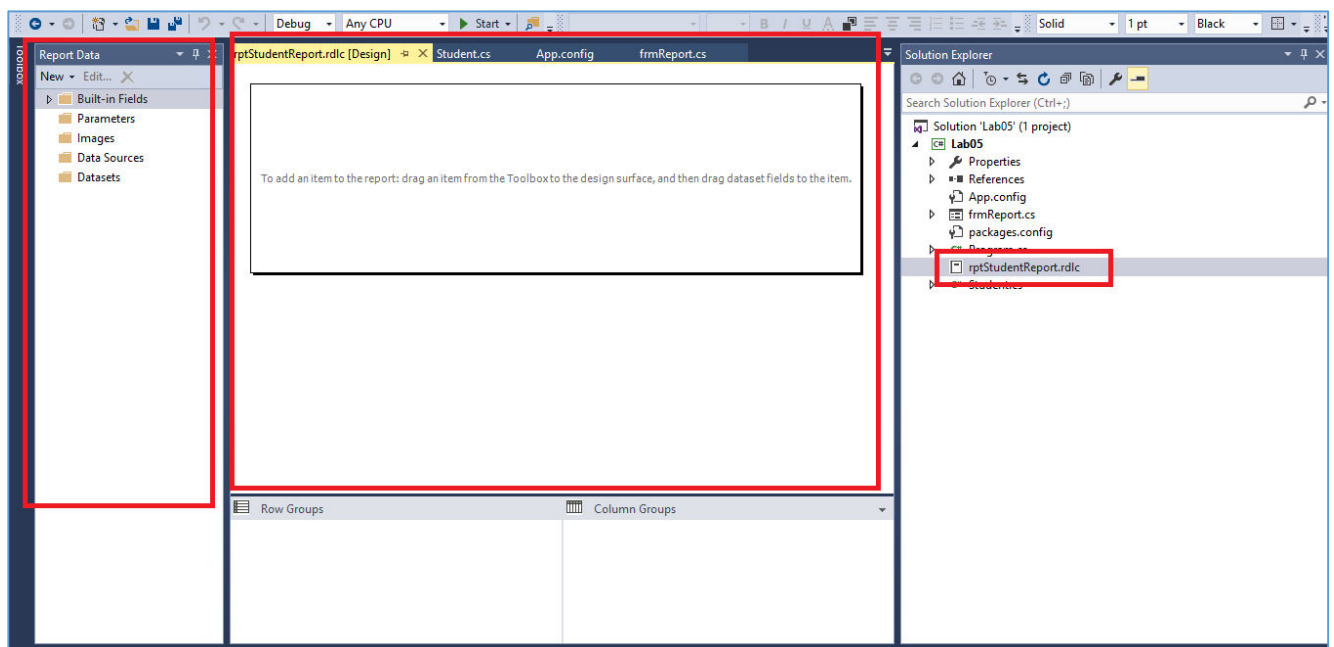 Debug Any CPU Start B I U A Solid 1 pt Black
Toolbox
Report Data
New Edit...
Built-in Fields
Parameters
Images
Data Sources
Datasets
rptStudentReport.rdlc [Design] Student.cs App.config frmReport.cs
To add an item to the report: drag an item from the Toolbox to the design surface, and then drag dataset fields to the item.
Row Groups
Column Groups
Solution Explorer
Search Solution Explorer (Ctrl+;)
Solution 'Lab05' (1 project)
C# Lab05
Properties
References
App.config
frmReport.cs
packages.config
C# Program.cs
rptStudentReport.rdlc
C# Student.cs